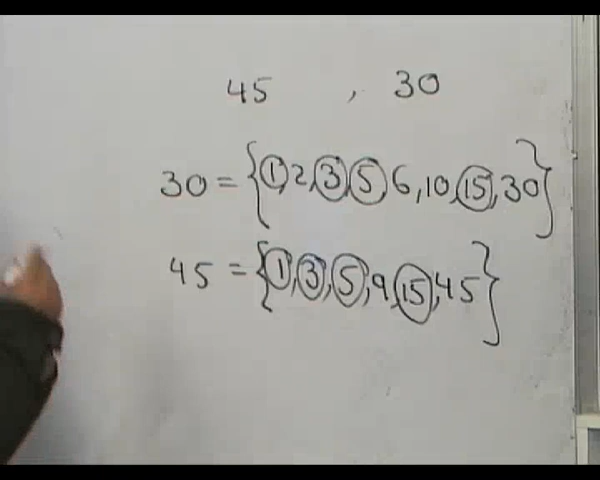 45 , 30
30 = {1, 2, 3, 5 6, 10, 15, 30}
45 = {1, 3, 5, 9 15, 45}